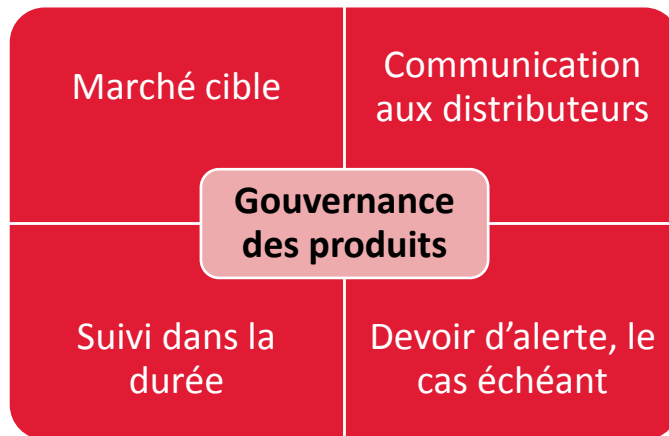 Marché cible
Communication
aux distributeurs
Gouvernance
des produits
Suivi dans la
durée
Devoir d’alerte, le
cas échéant